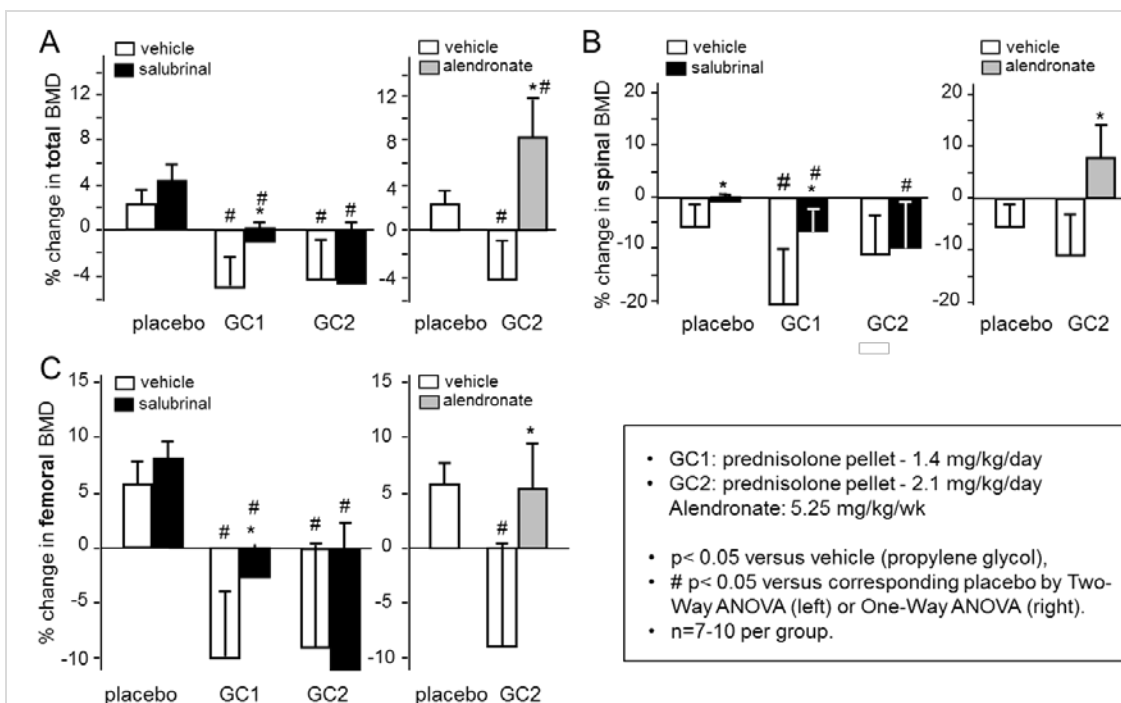 A
vehicle
salubrinal
vehicle
alendronate
% change in total BMD
12
8
4
0
-4
12
8
4
0
-4
*#
#
#
*
#
#
#
placebo GC1 GC2
placebo GC2
B
vehicle
salubrinal
vehicle
alendronate
% change in spinal BMD
20
10
0
-10
-20
20
10
0
-10
-20
*
#
#
*
#
*
placebo GC1 GC2
placebo GC2
C
vehicle
salubrinal
vehicle
alendronate
% change in femoral BMD
15
10
5
0
-5
-10
15
10
5
0
-5
-10
#
#
*
#
#
#
*
placebo GC1 GC2
placebo GC2
• GC1: prednisolone pellet - 1.4 mg/kg/day
• GC2: prednisolone pellet - 2.1 mg/kg/day
Alendronate: 5.25 mg/kg/wk
• p< 0.05 versus vehicle (propylene glycol),
• # p< 0.05 versus corresponding placebo by Two-
Way ANOVA (left) or One-Way ANOVA (right).
• n=7-10 per group.